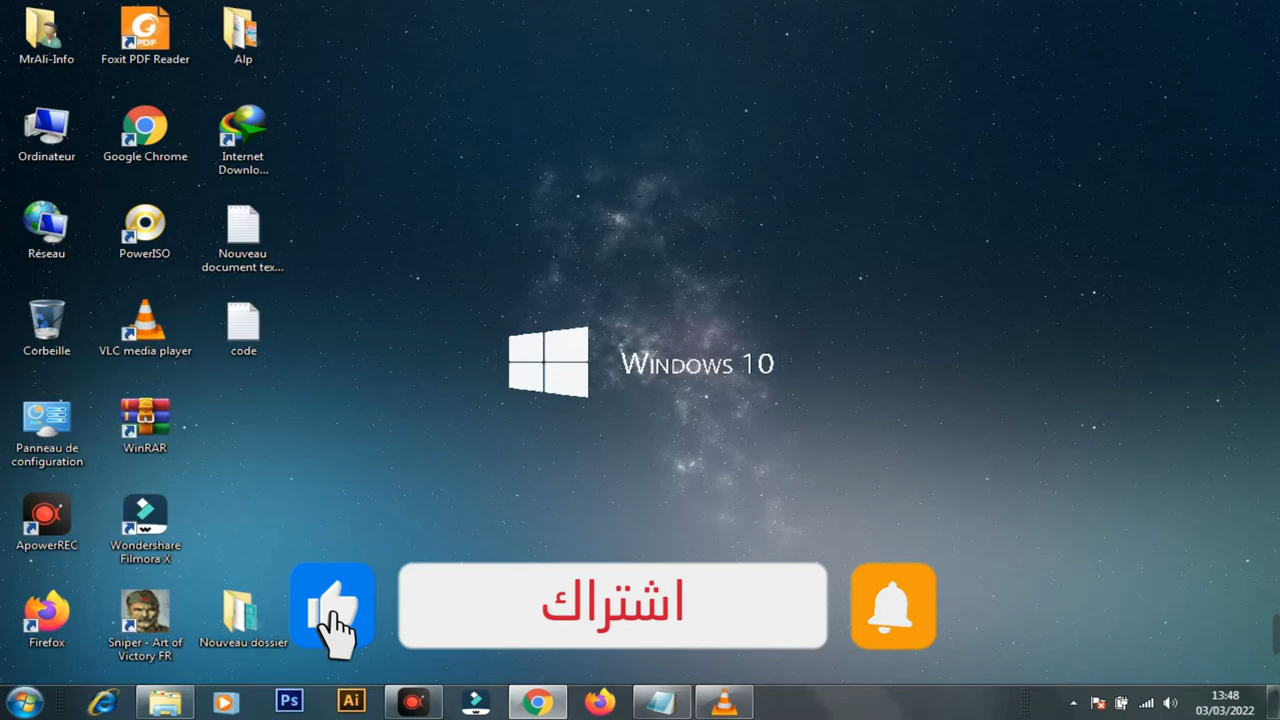 MrAli-Info
Foxit PDF Reader
Alp
Ordinateur
Google Chrome
Internet
Downlo...
Réseau
PowerISO
Nouveau
document tex...
Corbeille
VLC media player
code
Panneau de
configuration
WinRAR
ApowerREC
Wondershare
Filmora X
Firefox
Sniper - Art of
Victory FR
Nouveau dossier
WINDOWS 10
اشتراك
PDF
Ps
Ai
13:48
03/03/2022